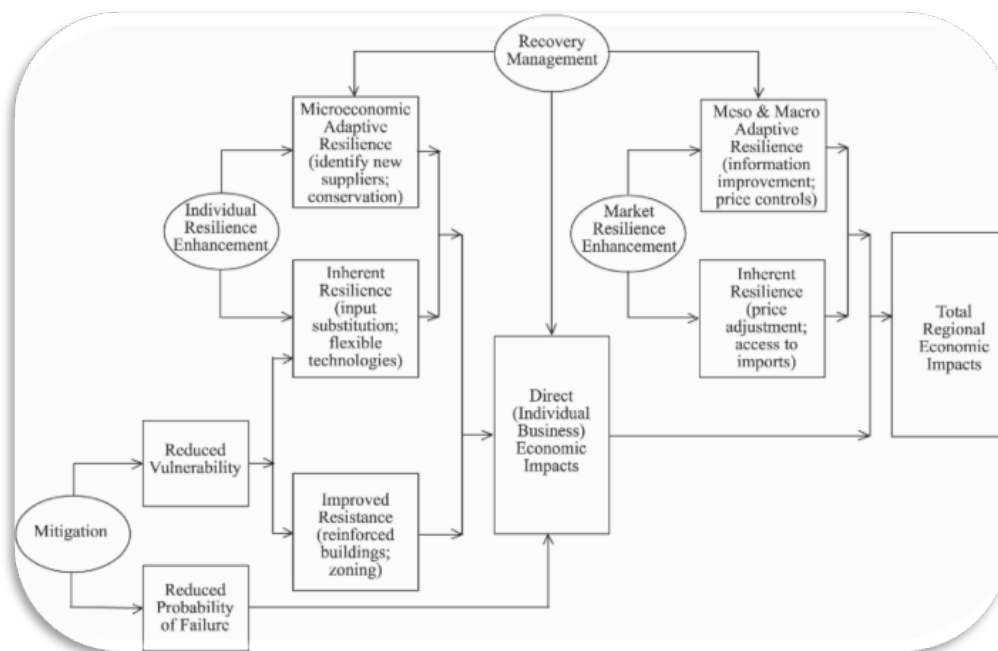 Recovery
Management
Microeconomic
Adaptive
Resilience
(identify new
suppliers;
conservation)
Meso & Macro
Adaptive
Resilience
(information
improvement;
price controls)
Individual
Resilience
Enhancement
Market
Resilience
Enhancement
Inherent
Resilience
(input
substitution;
flexible
technologies)
Inherent
Resilience
(price
adjustment;
access to
imports)
Total
Regional
Economic
Impacts
Direct
(Individual
Business)
Economic
Impacts
Reduced
Vulnerability
Improved
Resistance
(reinforced
buildings;
zoning)
Mitigation
Reduced
Probability
of Failure